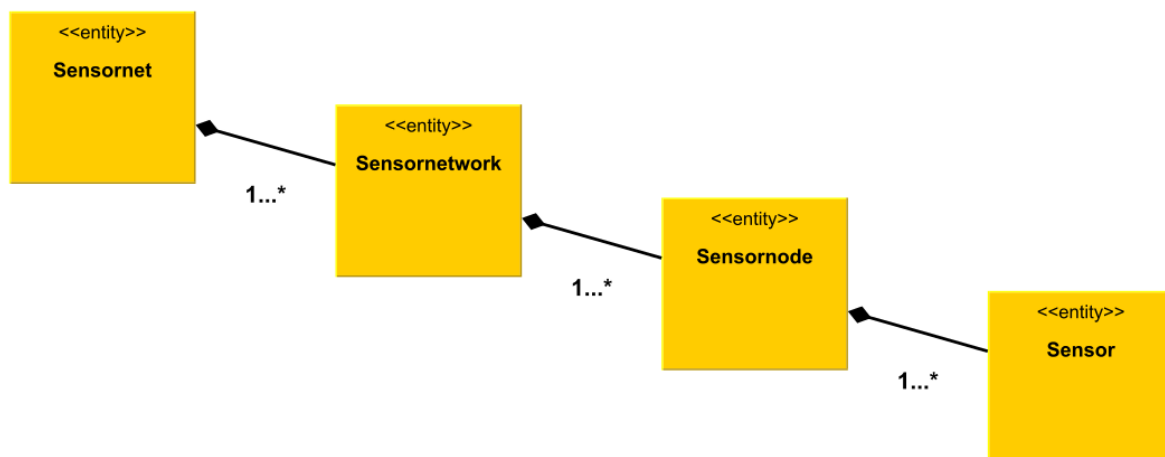 <<entity>>
Sensornet
<<entity>>
Sensornetwork
1...*
<<entity>>
Sensornode
1...*
<<entity>>
Sensor
1...*